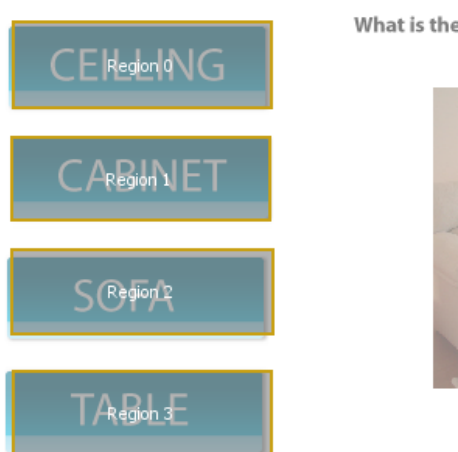 What is the
CEILLING
Region 0
CABINET
Region 1
SOFA
Region 2
TABLE
Region 3